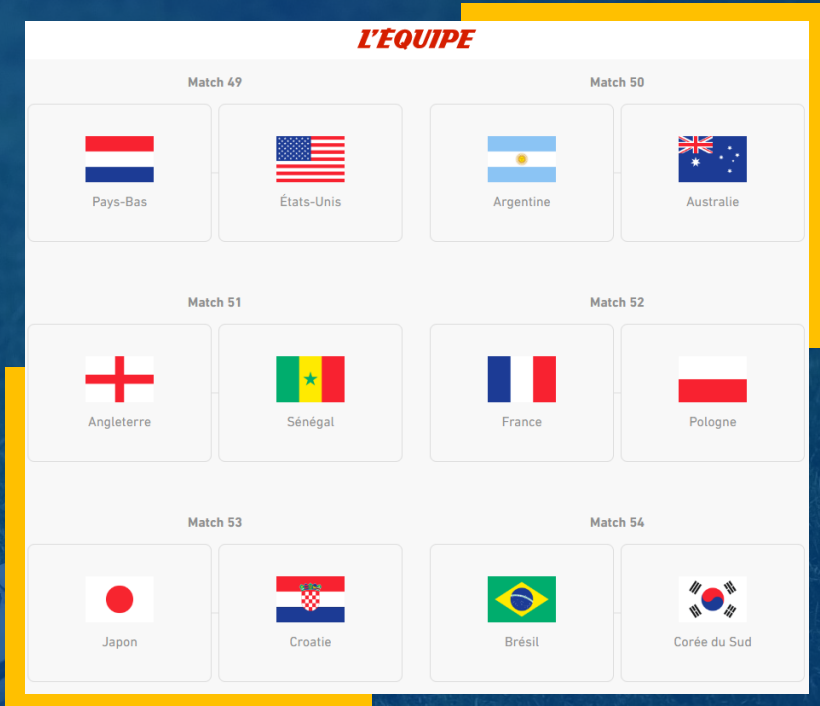 L'ÉQUIPE
Match 49
Pays-Bas
États-Unis
Match 50
Argentine
Australie
Match 51
Angleterre
Sénégal
Match 52
France
Pologne
Match 53
Japon
Croatie
Match 54
Brésil
Corée du Sud